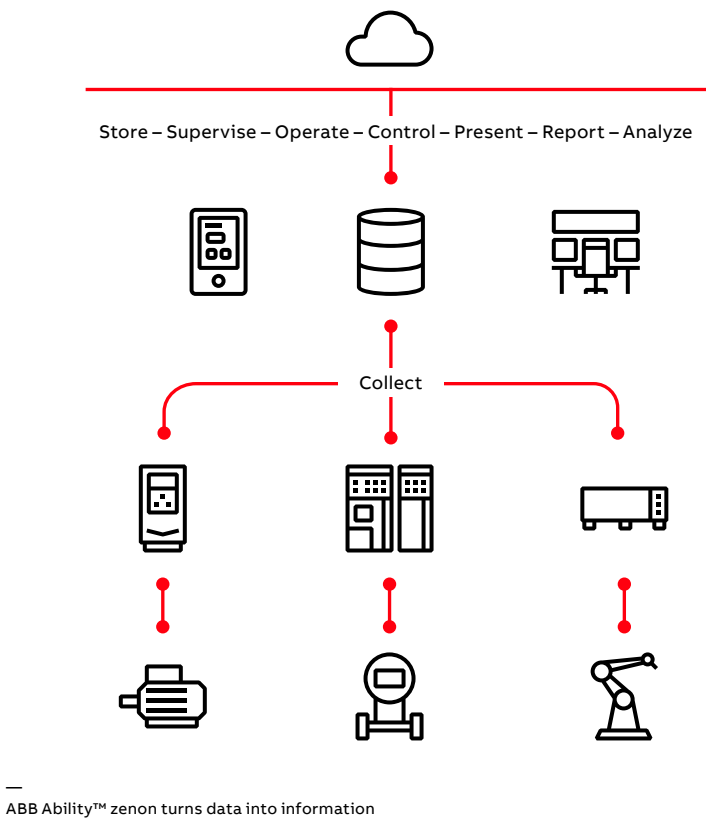 Store – Supervise – Operate – Control – Present – Report – Analyze
Collect
—
ABB Ability™ zenon turns data into information